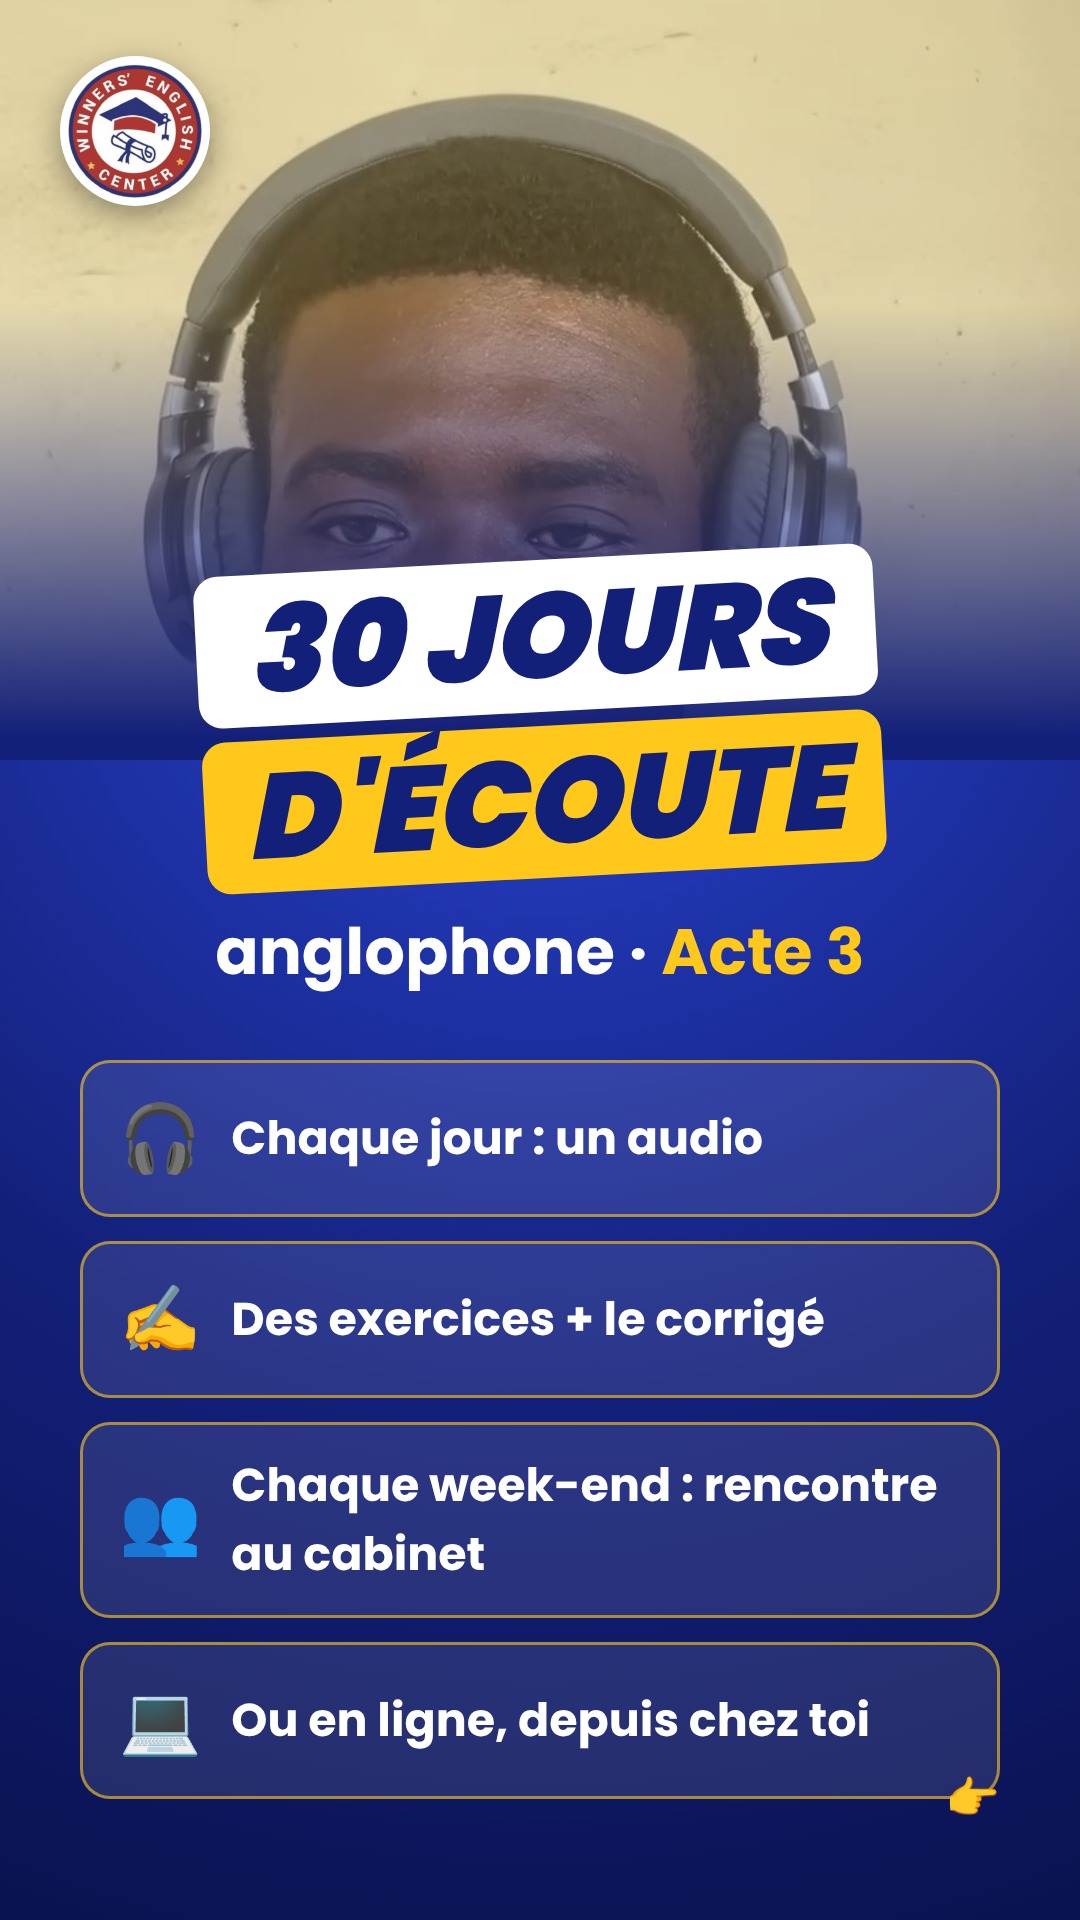 WINNERS' ENGLISH
CENTER
30 JOURS
D'ÉCOUTE
anglophone · Acte 3
Chaque jour : un audio
Des exercices + le corrigé
Chaque week-end : rencontre
au cabinet
Ou en ligne, depuis chez toi